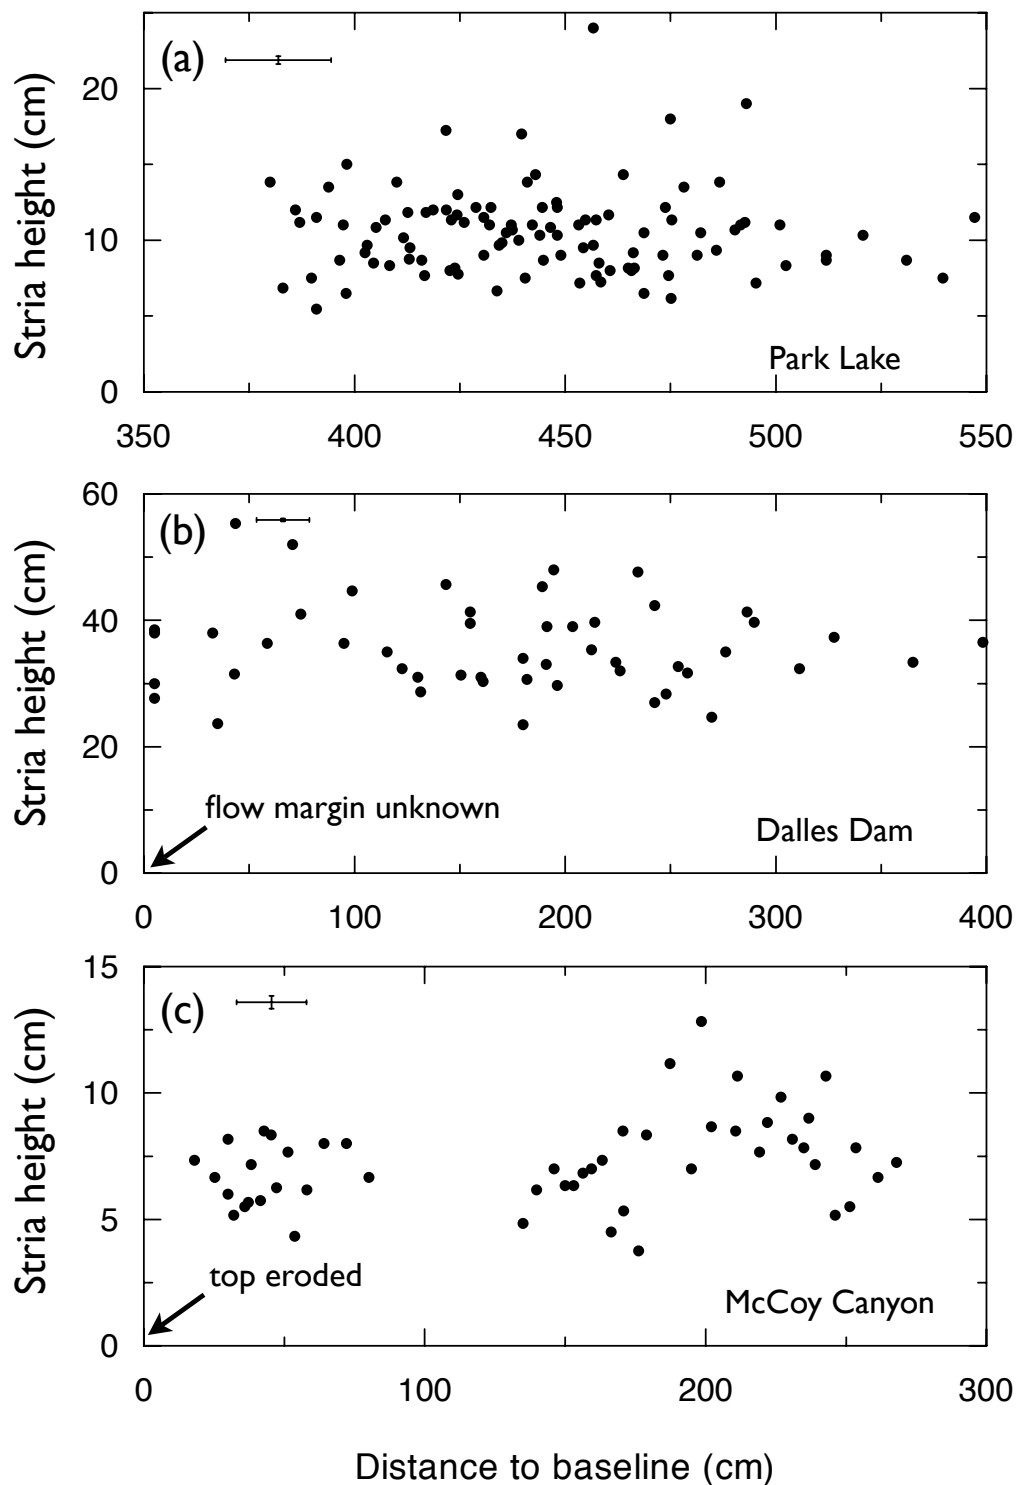 (a)
Stria height (cm)
20
10
0
Park Lake
350 400 450 500 550
(b)
Stria height (cm)
60
40
20
0
flow margin unknown
Dalles Dam
0 100 200 300 400
(c)
Stria height (cm)
15
10
5
0
top eroded
McCoy Canyon
0 100 200 300
Distance to baseline (cm)